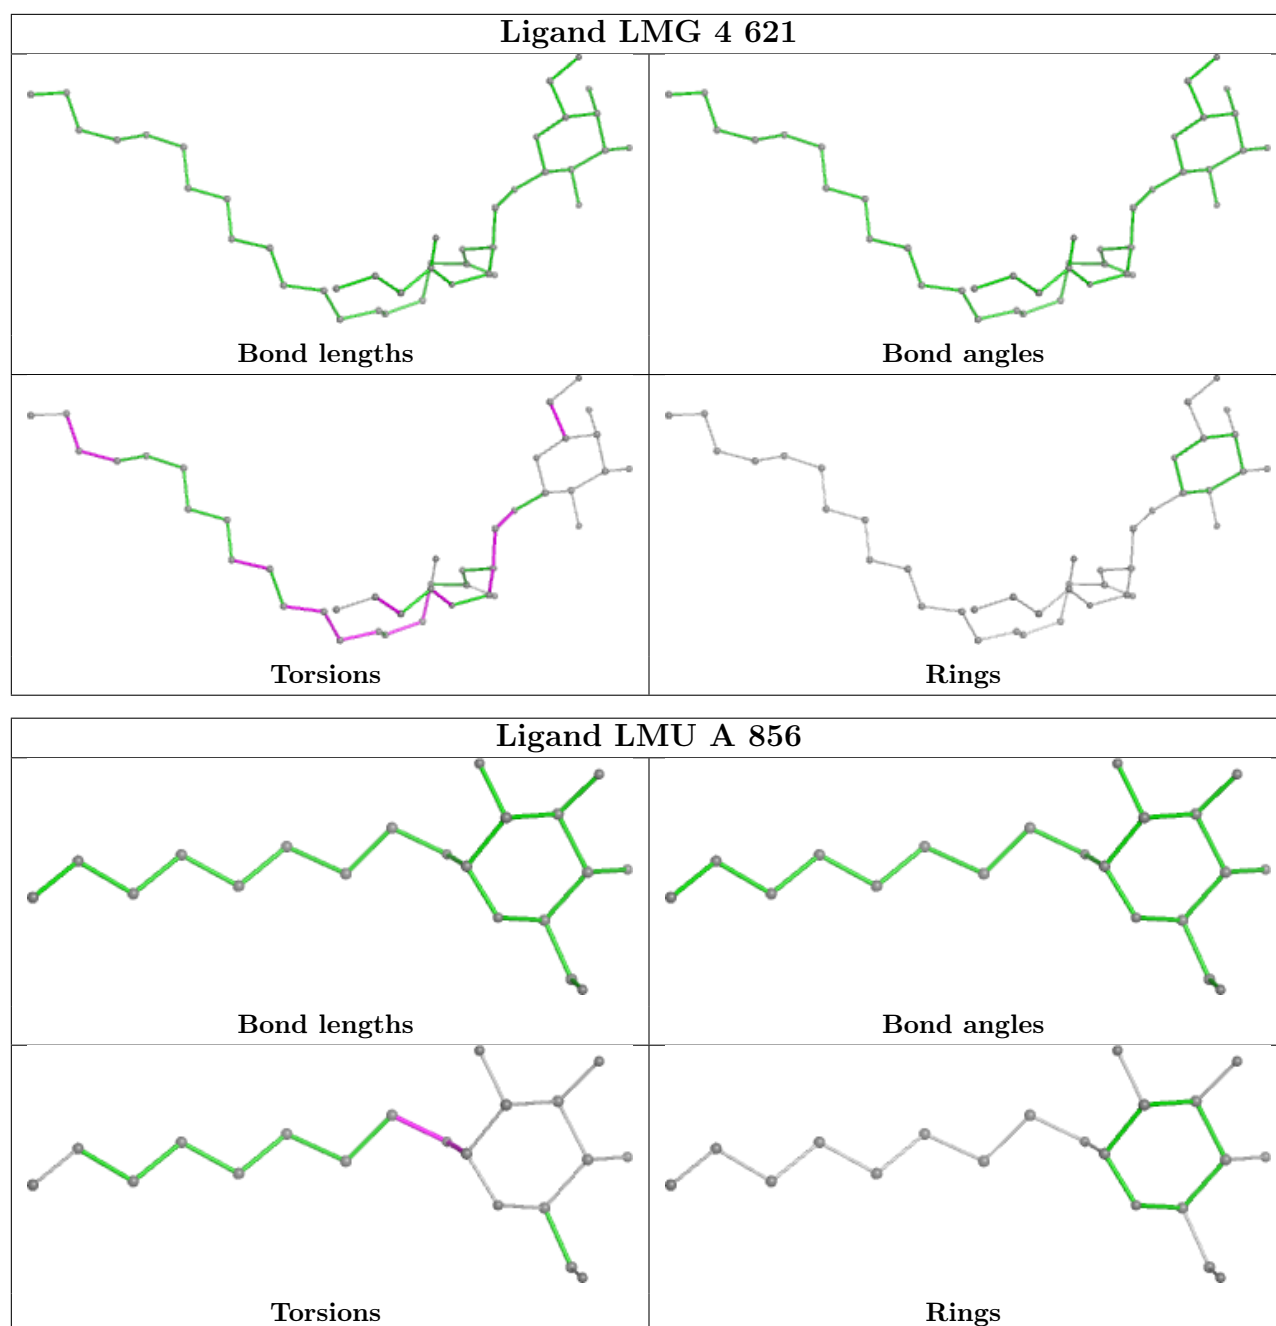 Ligand LMG 4 621
Bond lengths
Bond angles
Torsions
Rings
Ligand LMU A 856
Bond lengths
Bond angles
Torsions
Rings